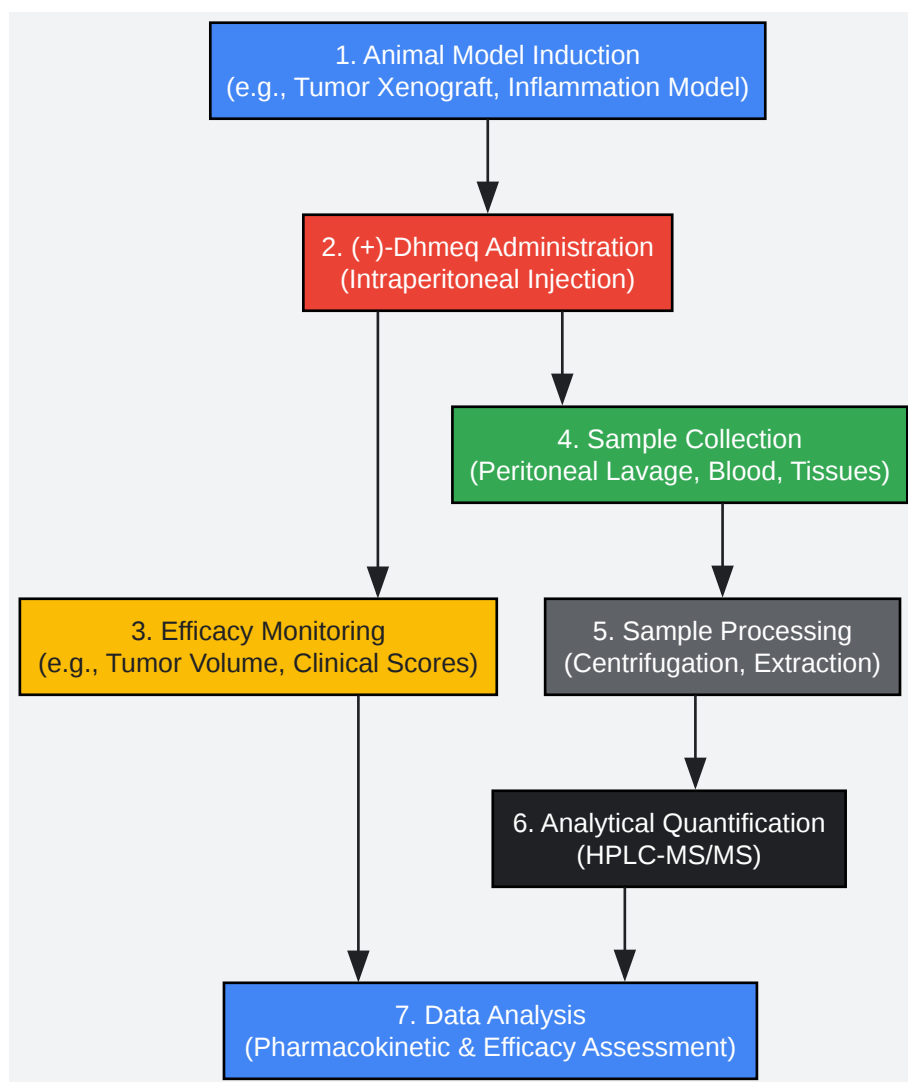 1. Animal Model Induction
(e.g., Tumor Xenograft, Inflammation Model)
2. (+)-Dhmeq Administration
(Intraperitoneal Injection)
4. Sample Collection
(Peritoneal Lavage, Blood, Tissues)
3. Efficacy Monitoring
(e.g., Tumor Volume, Clinical Scores)
5. Sample Processing
(Centrifugation, Extraction)
6. Analytical Quantification
(HPLC-MS/MS)
7. Data Analysis
(Pharmacokinetic & Efficacy Assessment)